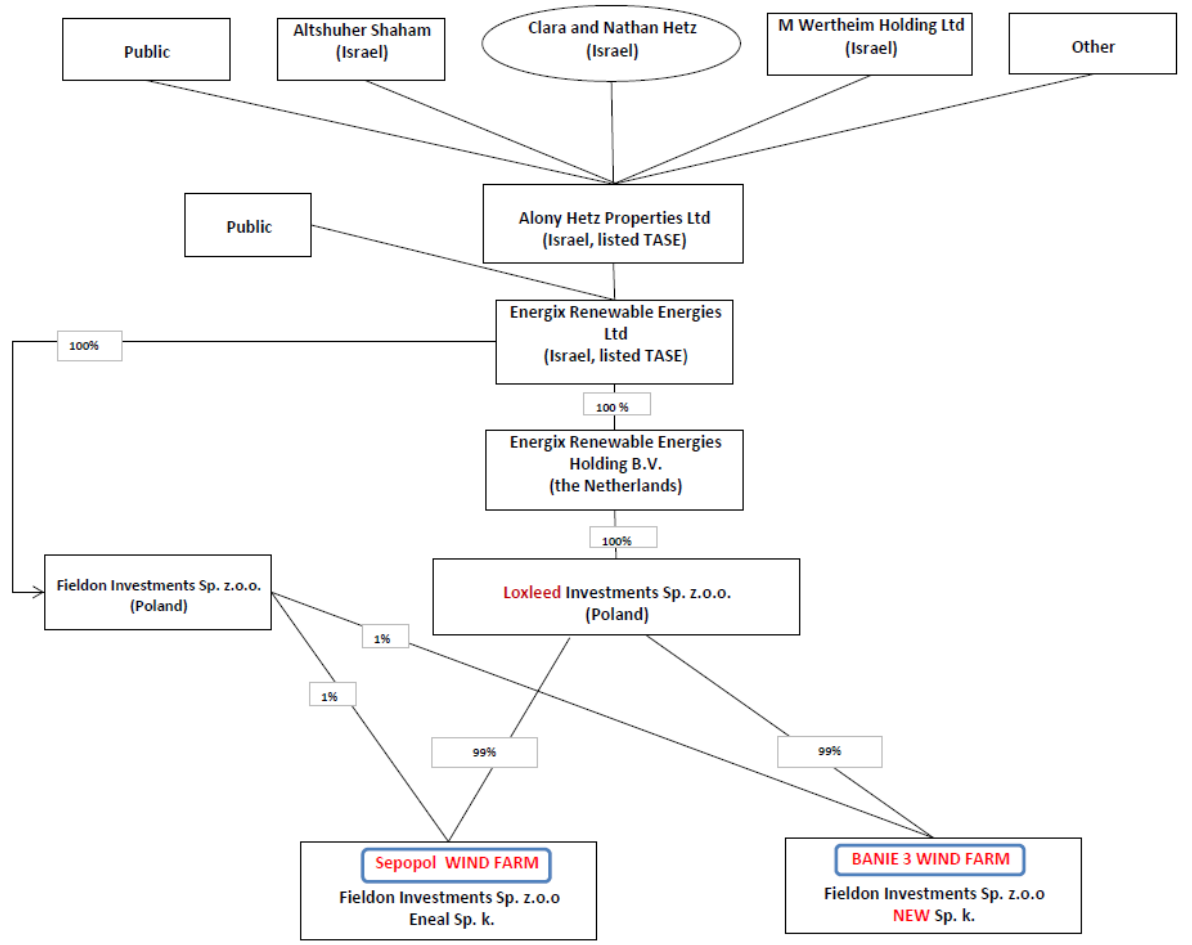 Public
Altshuher Shaham
(Israel)
Clara and Nathan Hetz
(Israel)
M Wertheim Holding Ltd
(Israel)
Other
Public
Alony Hetz Properties Ltd
(Israel, listed TASE)
Energix Renewable Energies
Ltd
(Israel, listed TASE)
100%
100 %
Energix Renewable Energies
Holding B.V.
(the Netherlands)
100%
Fieldon Investments Sp. z.o.o.
(Poland)
Loxleed Investments Sp. z.o.o.
(Poland)
1%
1%
99%
99%
Sepopol WIND FARM
Fieldon Investments Sp. z.o.o
Eneal Sp. k.
BANIE 3 WIND FARM
Fieldon Investments Sp. z.o.o
NEW Sp. k.